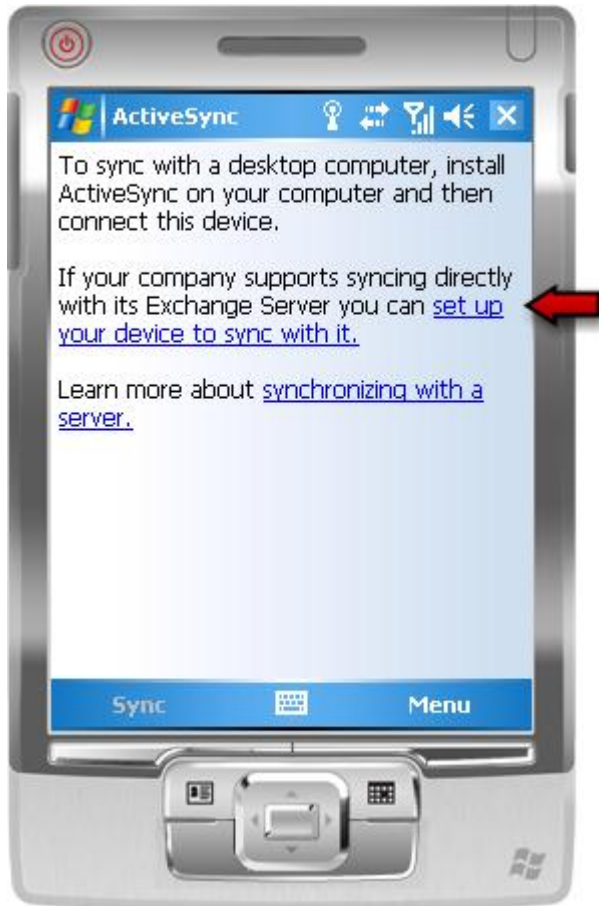 ActiveSync
To sync with a desktop computer, install
ActiveSync on your computer and then
connect this device.
If your company supports syncing directly
with its Exchange Server you can set up
your device to sync with it.
Learn more about synchronizing with a
server.
Sync Menu